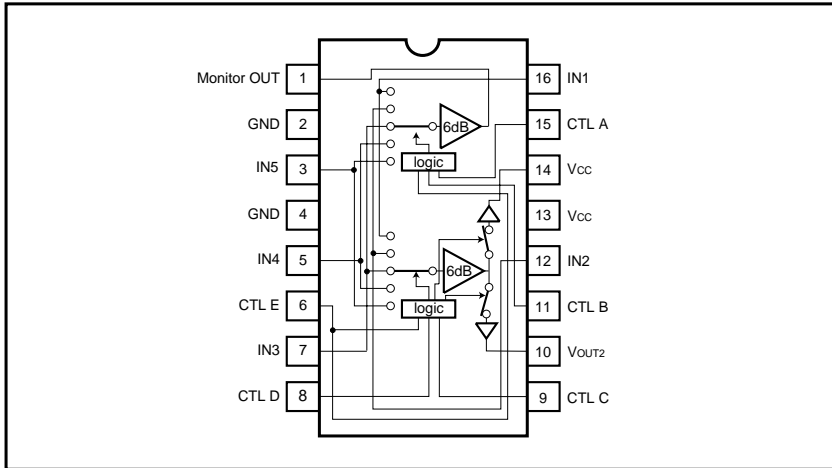 Monitor OUT 1
GND 2
IN5 3
GND 4
IN4 5
CTL E 6
IN3 7
CTL D 8
16 IN1
15 CTL A
14 VCC
13 VCC
12 IN2
11 CTL B
10 VOUT2
9 CTL C
6dB
logic
6dB
logic